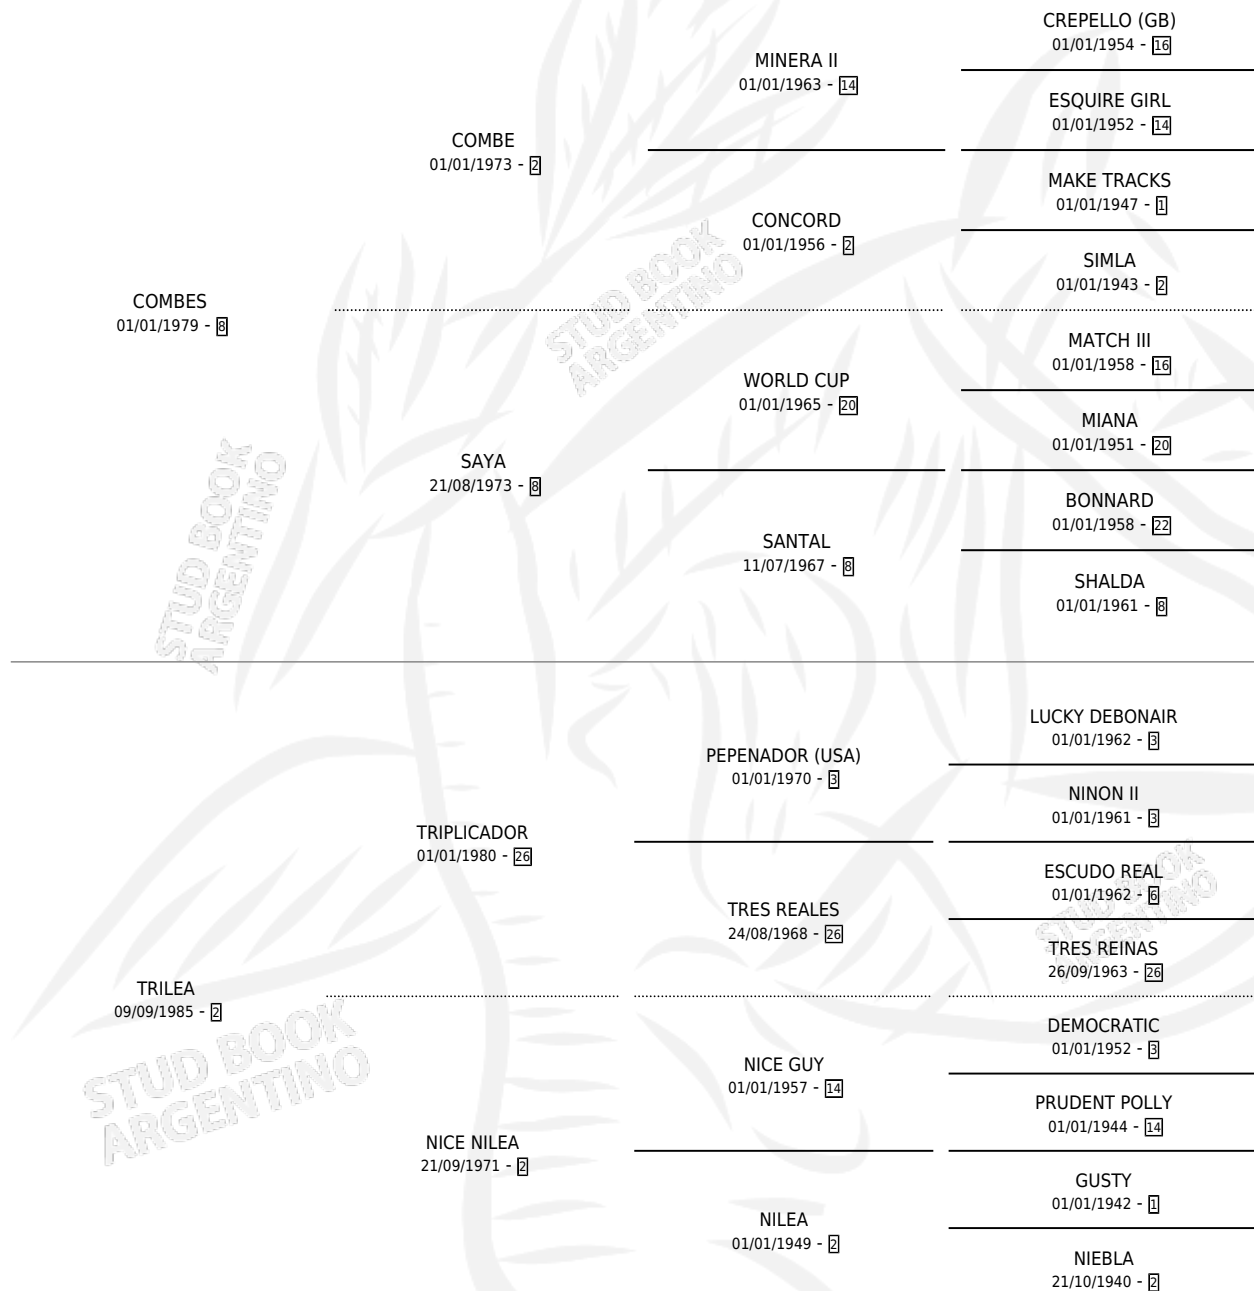 CREPELLO (GB)
01/01/1954 - 16
MINERA II
01/01/1963 - 14
ESQUIRE GIRL
01/01/1952 - 14
COMBE
01/01/1973 - 2
MAKE TRACKS
01/01/1947 - 1
CONCORD
01/01/1956 - 2
SIMLA
01/01/1943 - 2
COMBES
01/01/1979 - 8
STUD BOOK
ARGENTINO
MATCH III
01/01/1958 - 16
WORLD CUP
01/01/1965 - 20
MIANA
01/01/1951 - 20
SAYA
21/08/1973 - 8
BONNARD
01/01/1958 - 22
SANTAL
11/07/1967 - 8
SHALDA
01/01/1961 - 8
STUD BOOK
ARGENTINO
LUCKY DEBONAIR
01/01/1962 - 3
PEPENADOR (USA)
01/01/1970 - 3
NINON II
01/01/1961 - 3
TRIPLICADOR
01/01/1980 - 26
ESCUDO REAL
01/01/1962 - 6
TRES REALES
24/08/1968 - 26
TRES REINAS
26/09/1963 - 26
STUD BOOK
ARGENTINO
TRILEA
09/09/1985 - 2
STUD BOOK
ARGENTINO
DEMOCRATIC
01/01/1952 - 3
NICE GUY
01/01/1957 - 14
PRUDENT POLLY
01/01/1944 - 14
NICE NILEA
21/09/1971 - 2
GUSTY
01/01/1942 - 1
NILEA
01/01/1949 - 2
NIEBLA
21/10/1940 - 2